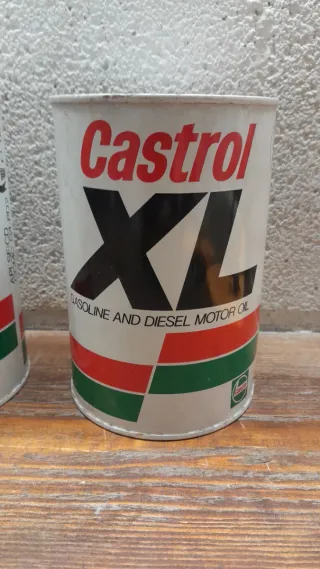 Castrol
XL
GASOLINE AND DIESEL MOTOR OIL